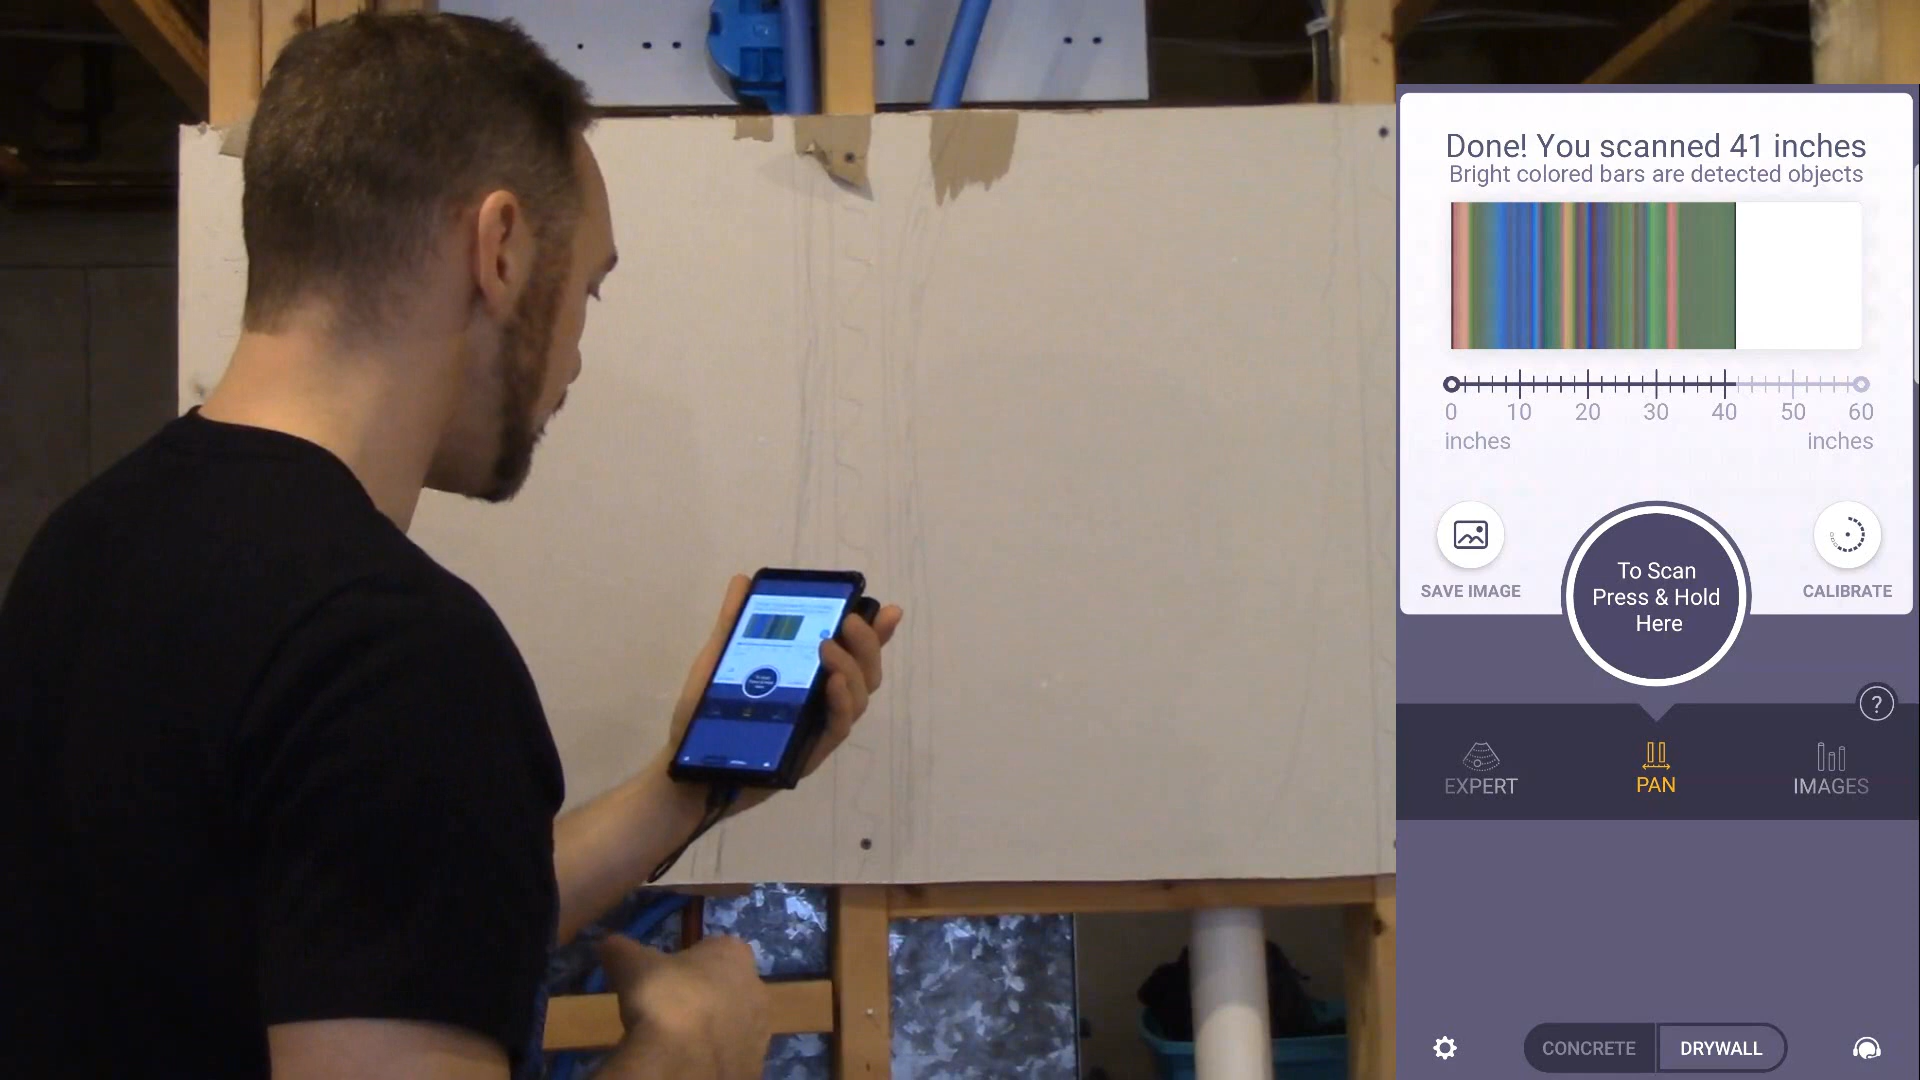 Done! You scanned 41 inches
Bright colored bars are detected objects
0 10 20 30 40 50 60
inches inches
SAVE IMAGE
To Scan
Press & Hold
Here
CALIBRATE
?
EXPERT PAN IMAGES
CONCRETE DRYWALL